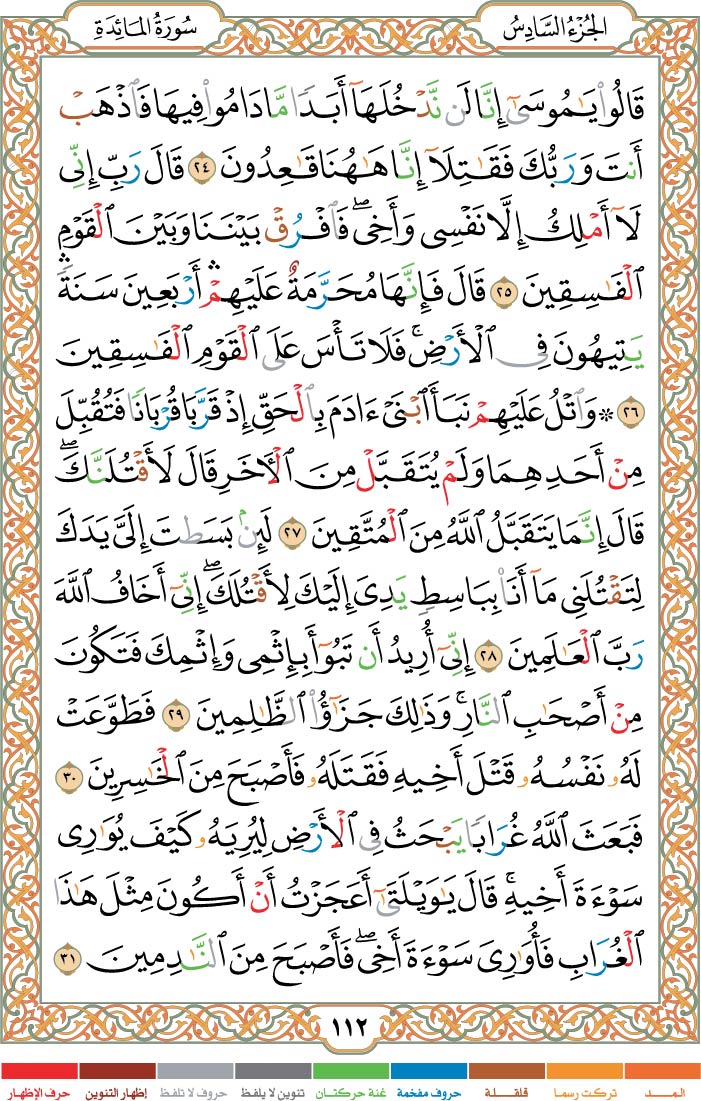 الجُزْءُ السَّادِسُ
سُورَةُ المَائِدَةِ
قَالُوا۟ يَـٰمُوسَىٰٓ إِنَّا لَن نَّدْخُلَهَآ أَبَدًا مَّا دَامُوا۟ فِيهَا فَٱذْهَبْ
أَنتَ وَرَبُّكَ فَقَـٰتِلَآ إِنَّا هَـٰهُنَا قَـٰعِدُونَ ٢٤ قَالَ رَبِّ إِنِّى
لَآ أَمْلِكُ إِلَّا نَفْسِى وَأَخِى ۖ فَٱفْرُقْ بَيْنَنَا وَبَيْنَ ٱلْقَوْمِ
ٱلْفَـٰسِقِينَ ٢٥ قَالَ فَإِنَّهَا مُحَرَّمَةٌ عَلَيْهِمْ ۛ أَرْبَعِينَ سَنَةً ۛ
يَتِيهُونَ فِى ٱلْأَرْضِ ۚ فَلَا تَأْسَ عَلَى ٱلْقَوْمِ ٱلْفَـٰسِقِينَ
٢٦ ۞ وَٱتْلُ عَلَيْهِمْ نَبَأَ ٱبْنَىْ ءَادَمَ بِٱلْحَقِّ إِذْ قَرَّبَا قُرْبَانًا فَتُقُبِّلَ
مِنْ أَحَدِهِمَا وَلَمْ يُتَقَبَّلْ مِنَ ٱلْـَٔاخَرِ قَالَ لَأَقْتُلَنَّكَ ۖ
قَالَ إِنَّمَا يَتَقَبَّلُ ٱللَّهُ مِنَ ٱلْمُتَّقِينَ ٢٧ لَئِنۢ بَسَطتَ إِلَىَّ يَدَكَ
لِتَقْتُلَنِى مَآ أَنَا۠ بِبَاسِطٍ يَدِىَ إِلَيْكَ لِأَقْتُلَكَ ۖ إِنِّىٓ أَخَافُ ٱللَّهَ
رَبَّ ٱلْعَـٰلَمِينَ ٢٨ إِنِّىٓ أُرِيدُ أَن تَبُوٓأَ بِإِثْمِى وَإِثْمِكَ فَتَكُونَ
مِنْ أَصْحَـٰبِ ٱلنَّارِ ۚ وَذَٰلِكَ جَزَٰٓؤُا۟ ٱلظَّـٰلِمِينَ ٢٩ فَطَوَّعَتْ
لَهُۥ نَفْسُهُۥ قَتْلَ أَخِيهِ فَقَتَلَهُۥ فَأَصْبَحَ مِنَ ٱلْخَـٰسِرِينَ ٣٠
فَبَعَثَ ٱللَّهُ غُرَابًا يَبْحَثُ فِى ٱلْأَرْضِ لِيُرِيَهُۥ كَيْفَ يُوَٰرِى
سَوْءَةَ أَخِيهِ ۚ قَالَ يَـٰوَيْلَتَىٰٓ أَعَجَزْتُ أَنْ أَكُونَ مِثْلَ هَـٰذَا
ٱلْغُرَابِ فَأُوَٰرِىَ سَوْءَةَ أَخِى ۖ فَأَصْبَحَ مِنَ ٱلنَّـٰدِمِينَ ٣١
١١٢
المـــد تركت رسما قلقلة حروف مفخمة غنة حركتان تنوين لا يلفظ حروف لا تلفظ إظهار التنوين حرف الإظهار